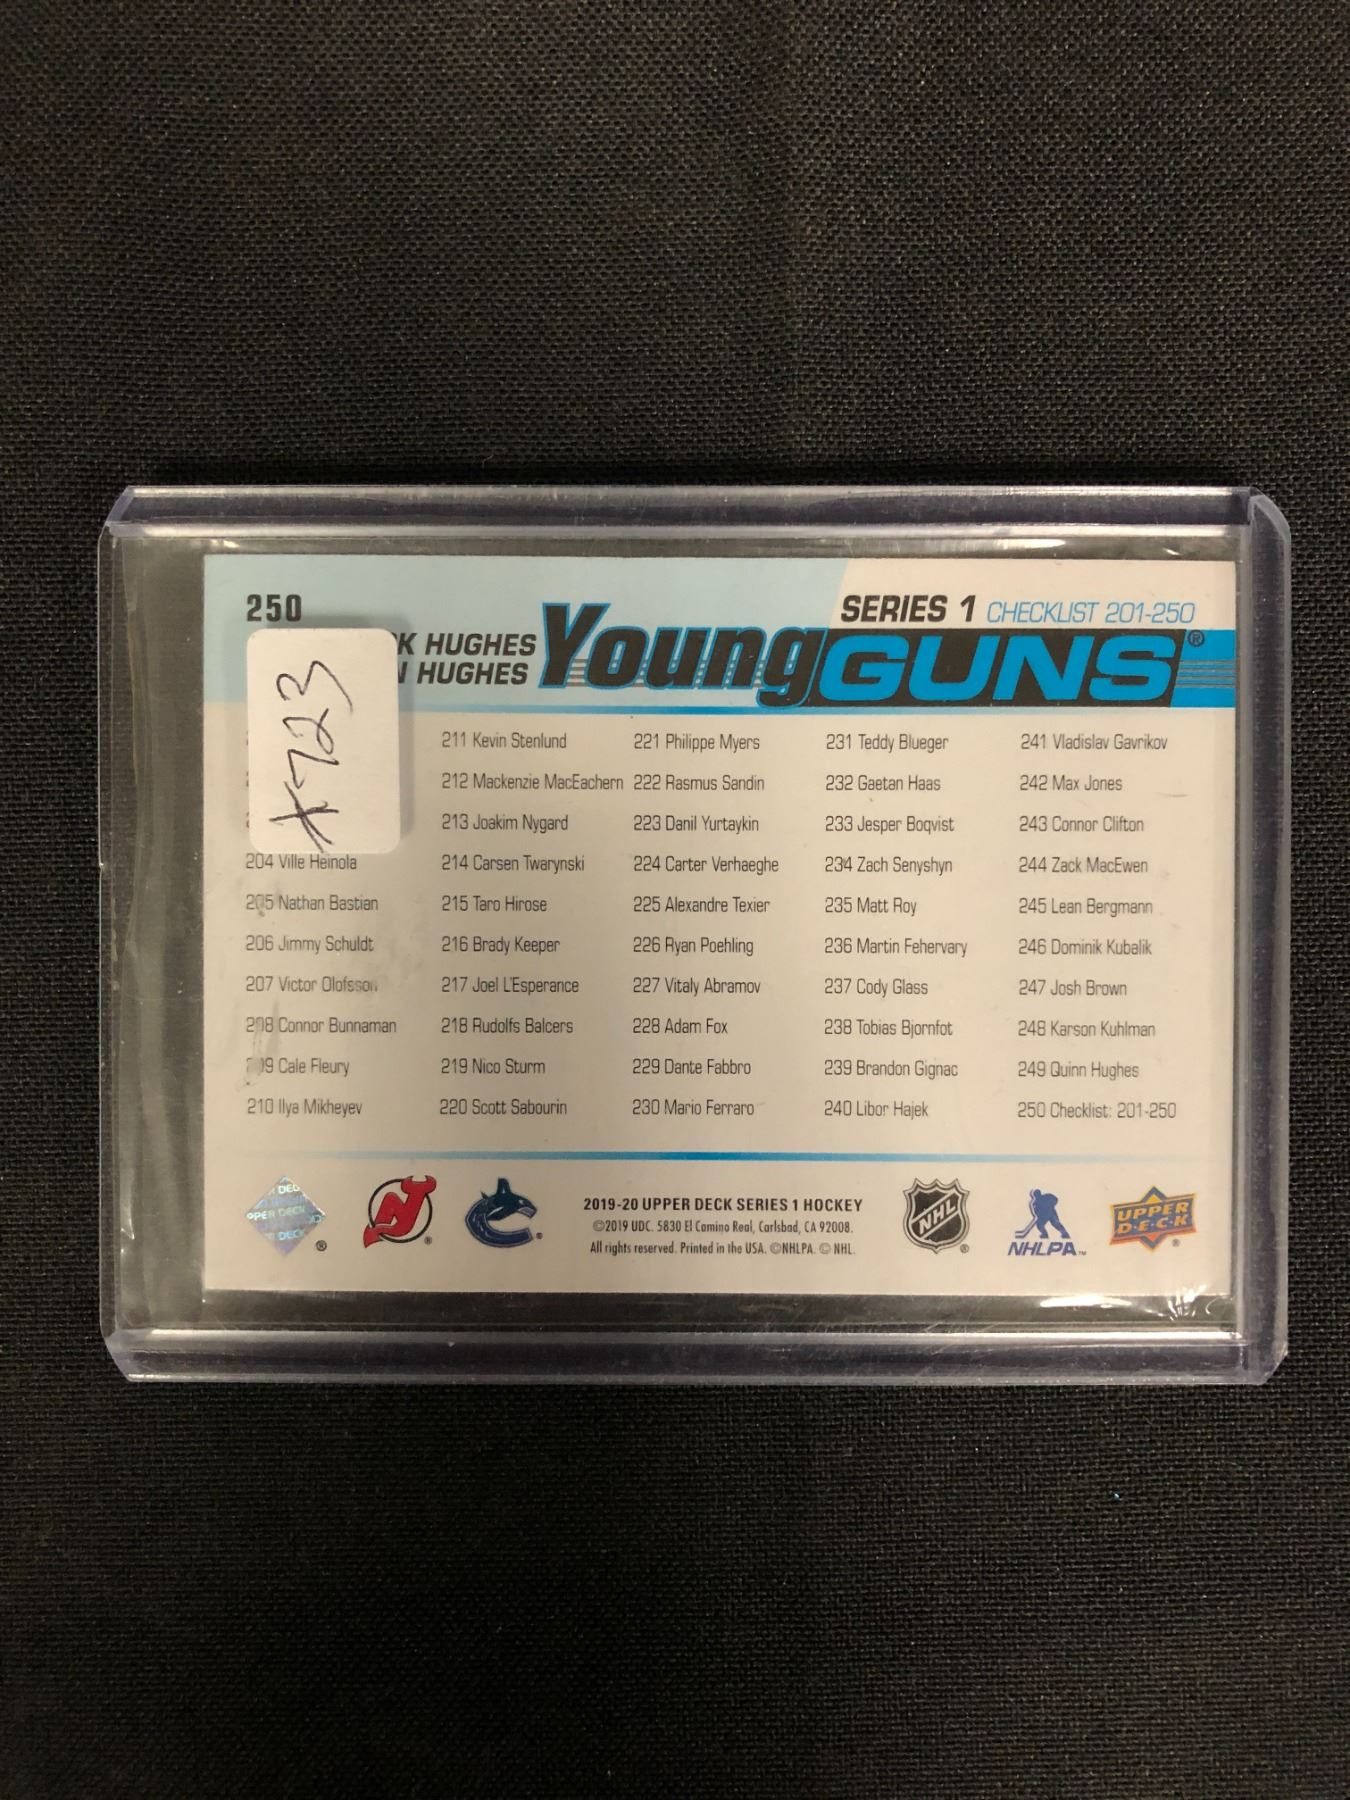 250
SERIES 1 CHECKLIST 201-250
K HUGHES
N HUGHES
Young GUNS®
*723
204 Ville Heinola
205 Nathan Bastian
206 Jimmy Schuldt
207 Victor Olofsson
208 Connor Bunnaman
209 Cale Fleury
210 Ilya Mikheyev
211 Kevin Stenlund
212 Mackenzie MacEachern
213 Joakim Nygard
214 Carsen Twarynski
215 Taro Hirose
216 Brady Keeper
217 Joel L'Esperance
218 Rudolfs Balcers
219 Nico Sturm
220 Scott Sabourin
221 Philippe Myers
222 Rasmus Sandin
223 Danil Yurtaykin
224 Carter Verhaeghe
225 Alexandre Texier
226 Ryan Poehling
227 Vitaly Abramov
228 Adam Fox
229 Dante Fabbro
230 Mario Ferraro
231 Teddy Blueger
232 Gaetan Haas
233 Jesper Boqvist
234 Zach Senyshyn
235 Matt Roy
236 Martin Fehervary
237 Cody Glass
238 Tobias Bjornfot
239 Brandon Gignac
240 Libor Hajek
241 Vladislav Gavrikov
242 Max Jones
243 Connor Clifton
244 Zack MacEwen
245 Lean Bergmann
246 Dominik Kubalik
247 Josh Brown
248 Karson Kuhlman
249 Quinn Hughes
250 Checklist: 201-250
2019-20 UPPER DECK SERIES 1 HOCKEY
©2019 UDC. 5830 El Camino Real, Carlsbad, CA 92008.
All rights reserved. Printed in the USA. ©NHLPA. © NHL.
NHL
NHLPA™
UPPER
D·E·C·K